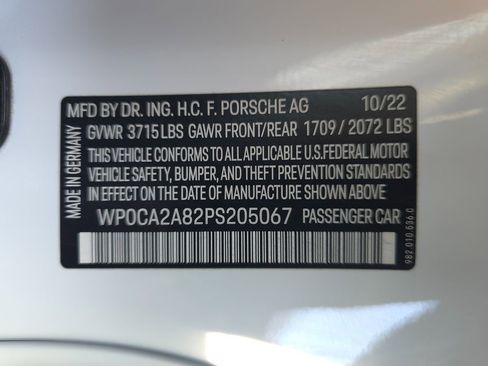 MFD BY DR. ING. H.C. F. PORSCHE AG 10/22
GVWR 3715 LBS GAWR FRONT/REAR 1709 / 2072 LBS
THIS VEHICLE CONFORMS TO ALL APPLICABLE U.S.FEDERAL MOTOR
VEHICLE SAFETY, BUMPER, AND THEFT PREVENTION STANDARDS
IN EFFECT ON THE DATE OF MANUFACTURE SHOWN ABOVE.
WP0CA2A82PS205067 PASSENGER CAR
MADE IN GERMANY
982.010.536.C